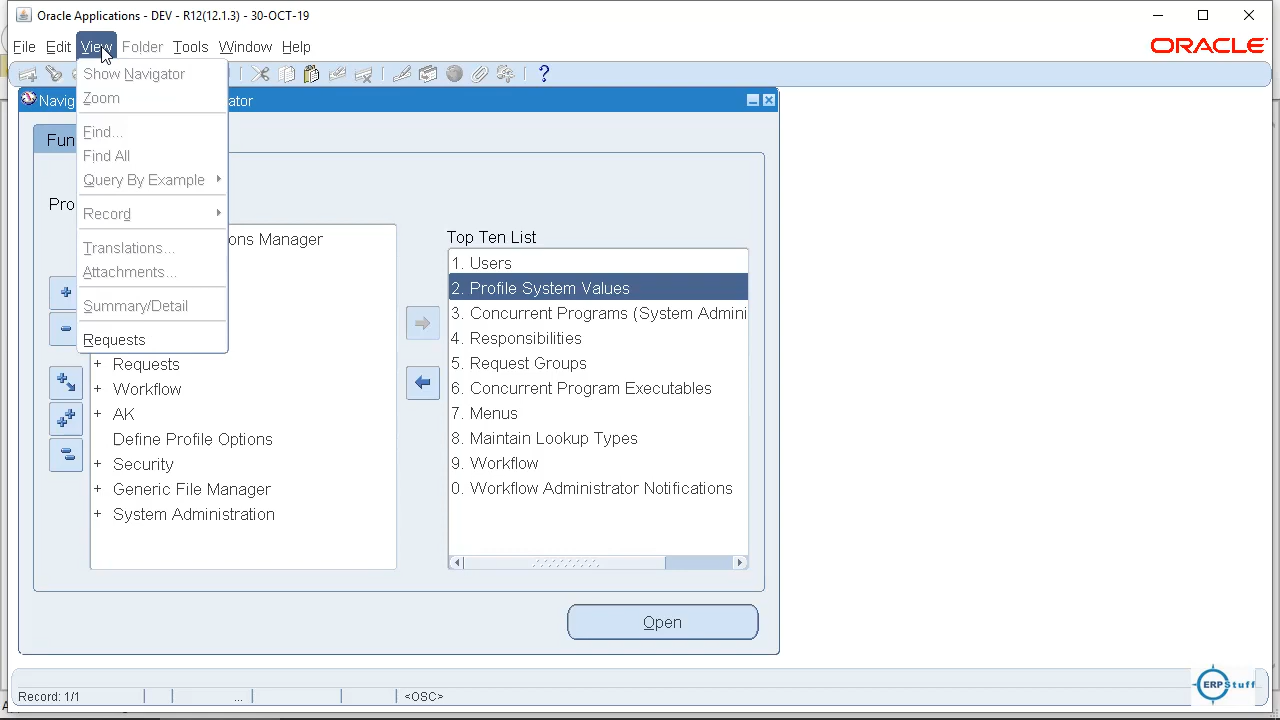 Oracle Applications - DEV - R12(12.1.3) - 30-OCT-19
File Edit View Folder Tools Window Help
ORACLE
?
Show Navigator
Zoom
Find...
Find All
Query By Example
Record
Translations...
Attachments...
Summary/Detail
Requests
Navig
ator
Fun
Pro
ons Manager
+ Requests
+ Workflow
+ AK
Define Profile Options
+ Security
+ Generic File Manager
+ System Administration
Top Ten List
1. Users
2. Profile System Values
3. Concurrent Programs (System Admini
4. Responsibilities
5. Request Groups
6. Concurrent Program Executables
7. Menus
8. Maintain Lookup Types
9. Workflow
0. Workflow Administrator Notifications
Open
Record: 1/1 ... <OSC>
ERPStuff